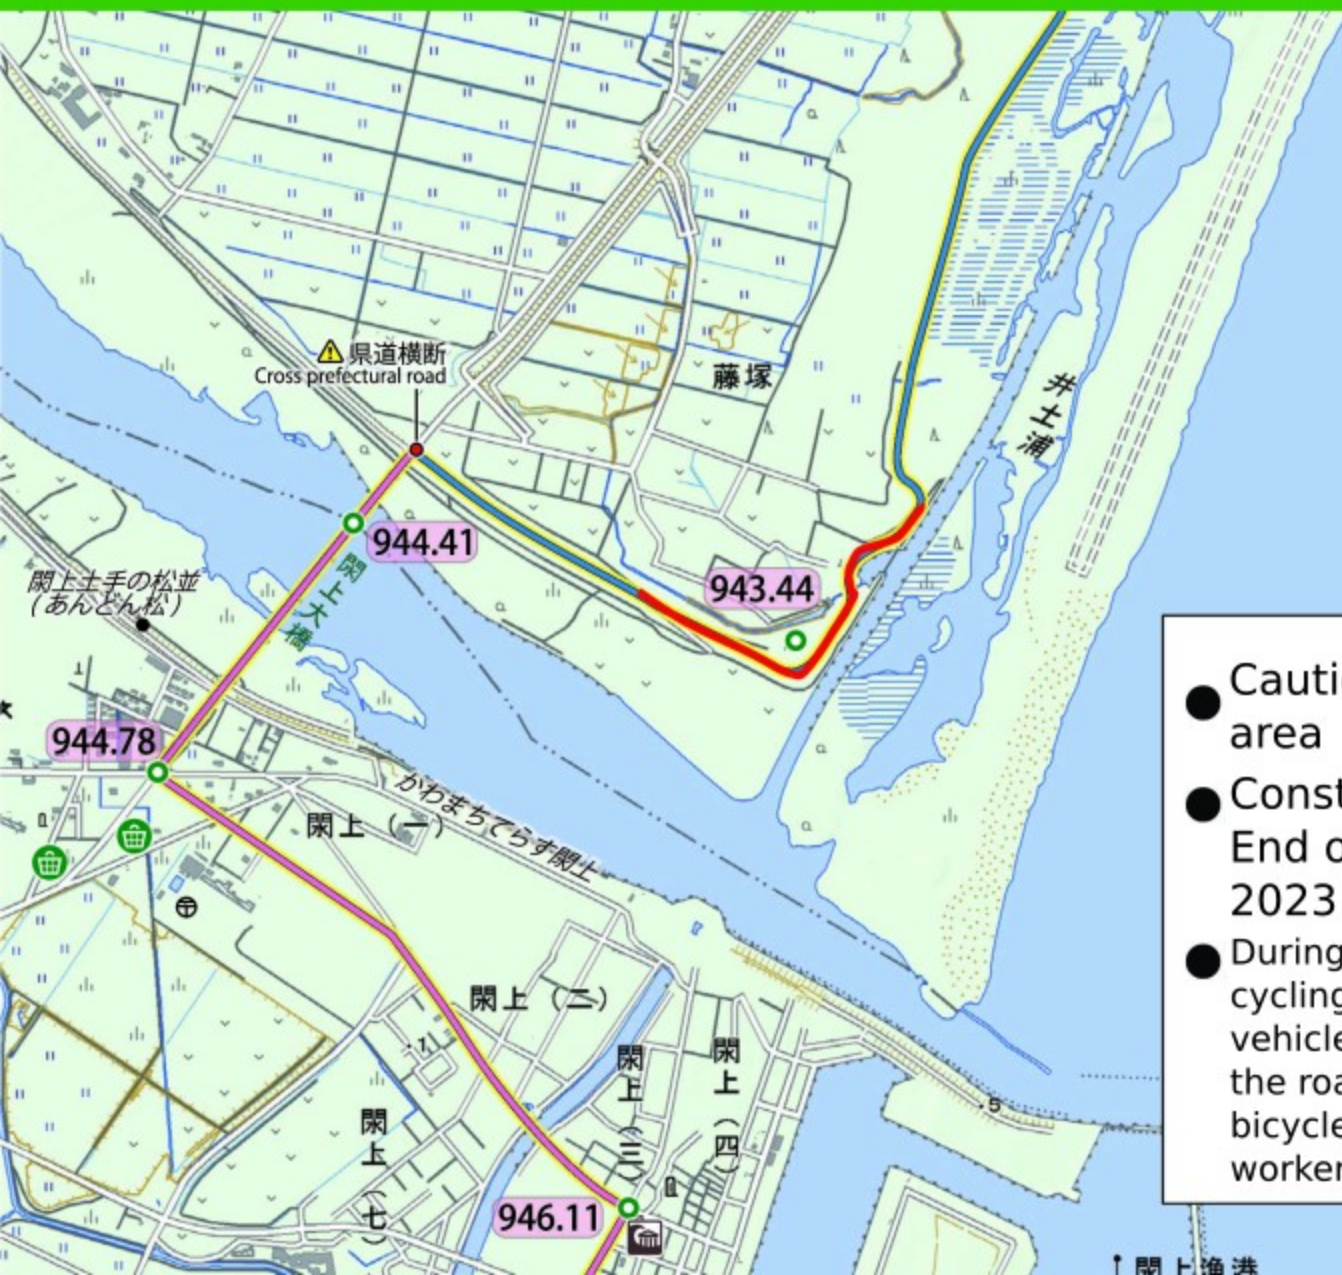 県道横断
Cross prefectural road
藤塚
井土浦
944.41
943.44
閖上大橋
閖上土手の松並
(あんどん松)
944.78
かわまちてらす閖上
閖上(一)
閖上(二)
閖上(三)
閖上(四)
閖上(七)
1
5
946.11
閖上漁港
● Cauti
area
● Const
End o
2023
● During
cycling
vehicle
the roa
bicycle
worker